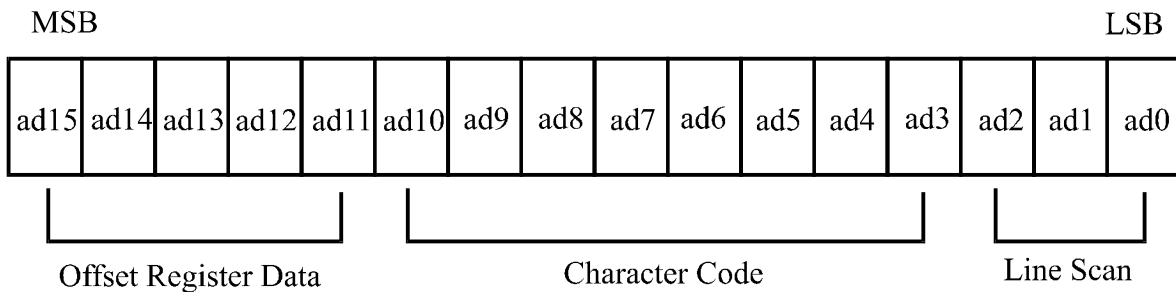 MSB LSB
ad15 ad14 ad13 ad12 ad11 ad10 ad9 ad8 ad7 ad6 ad5 ad4 ad3 ad2 ad1 ad0
Offset Register Data Character Code Line Scan